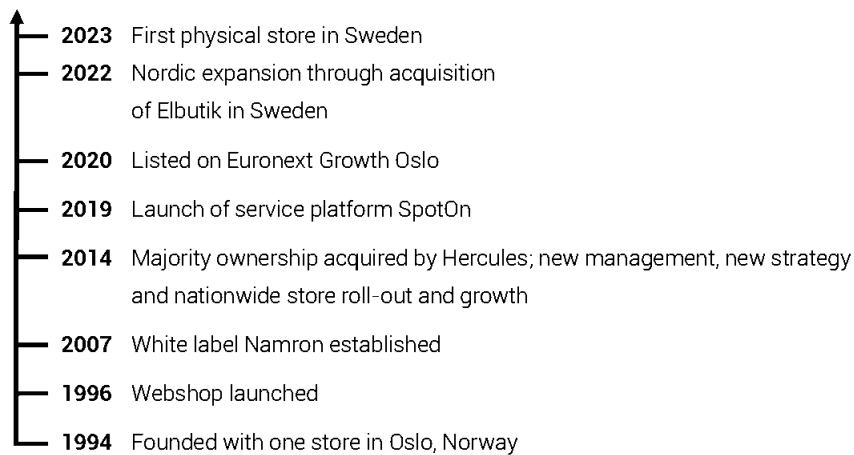 2023 First physical store in Sweden
2022 Nordic expansion through acquisition
of Elbutik in Sweden
2020 Listed on Euronext Growth Oslo
2019 Launch of service platform SpotOn
2014 Majority ownership acquired by Hercules; new management, new strategy
and nationwide store roll-out and growth
2007 White label Namron established
1996 Webshop launched
1994 Founded with one store in Oslo, Norway